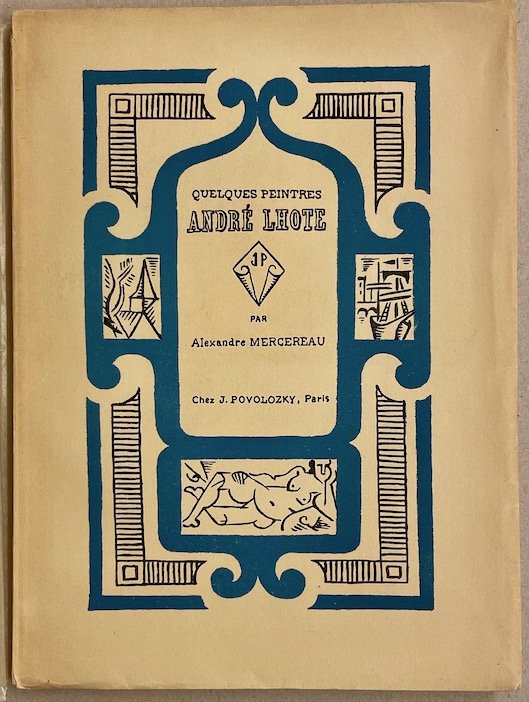 QUELQUES PEINTRES
ANDRÉ LHOTE
JP
PAR
Alexandre MERCEREAU
Chez J. POVOLOZKY, Paris